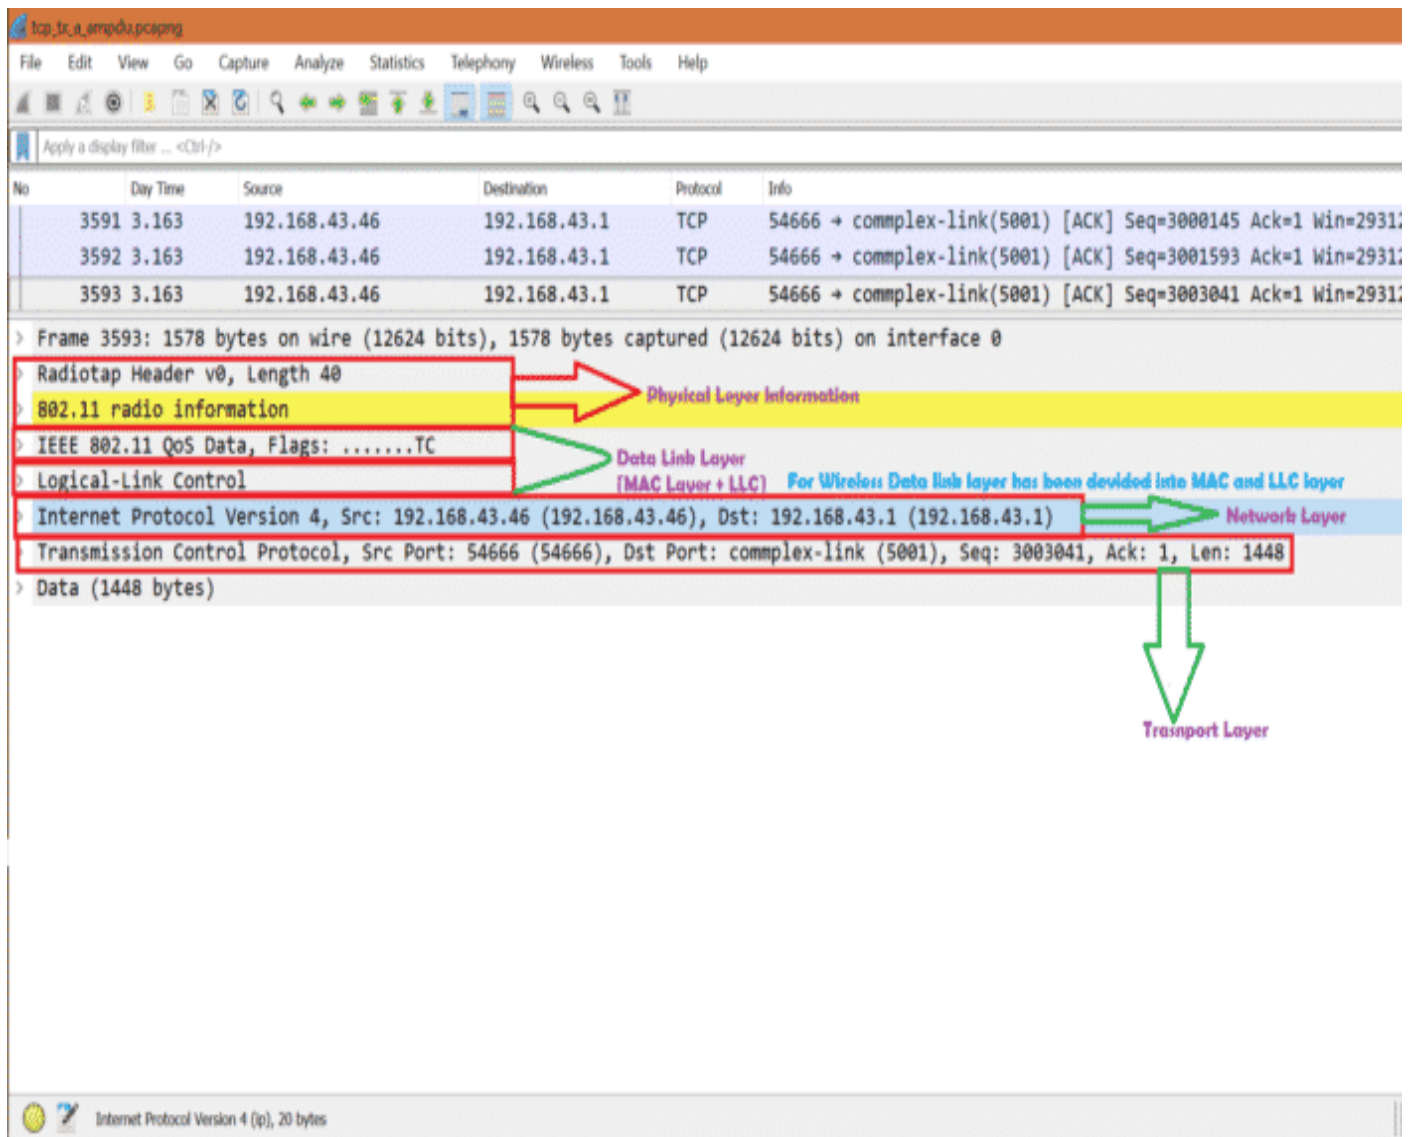 tcp_tx_a_ampdu.pcapng
File Edit View Go Capture Analyze Statistics Telephony Wireless Tools Help
Apply a display filter ... <Ctrl-/>
No Day Time Source Destination Protocol Info
3591 3.163 192.168.43.46 192.168.43.1 TCP 54666 → commplex-link(5001) [ACK] Seq=3000145 Ack=1 Win=29312
3592 3.163 192.168.43.46 192.168.43.1 TCP 54666 → commplex-link(5001) [ACK] Seq=3001593 Ack=1 Win=29312
3593 3.163 192.168.43.46 192.168.43.1 TCP 54666 → commplex-link(5001) [ACK] Seq=3003041 Ack=1 Win=29312
Frame 3593: 1578 bytes on wire (12624 bits), 1578 bytes captured (12624 bits) on interface 0
Radiotap Header v0, Length 40
Physical Layer Information
802.11 radio information
IEEE 802.11 QoS Data, Flags: .......TC
Data Link Layer
[MAC Layer + LLC] For Wireless Data link layer has been devided into MAC and LLC layer
Logical-Link Control
Internet Protocol Version 4, Src: 192.168.43.46 (192.168.43.46), Dst: 192.168.43.1 (192.168.43.1) Network Layer
Transmission Control Protocol, Src Port: 54666 (54666), Dst Port: commplex-link (5001), Seq: 3003041, Ack: 1, Len: 1448
Data (1448 bytes)
Trasnport Layer
Internet Protocol Version 4 (ip), 20 bytes